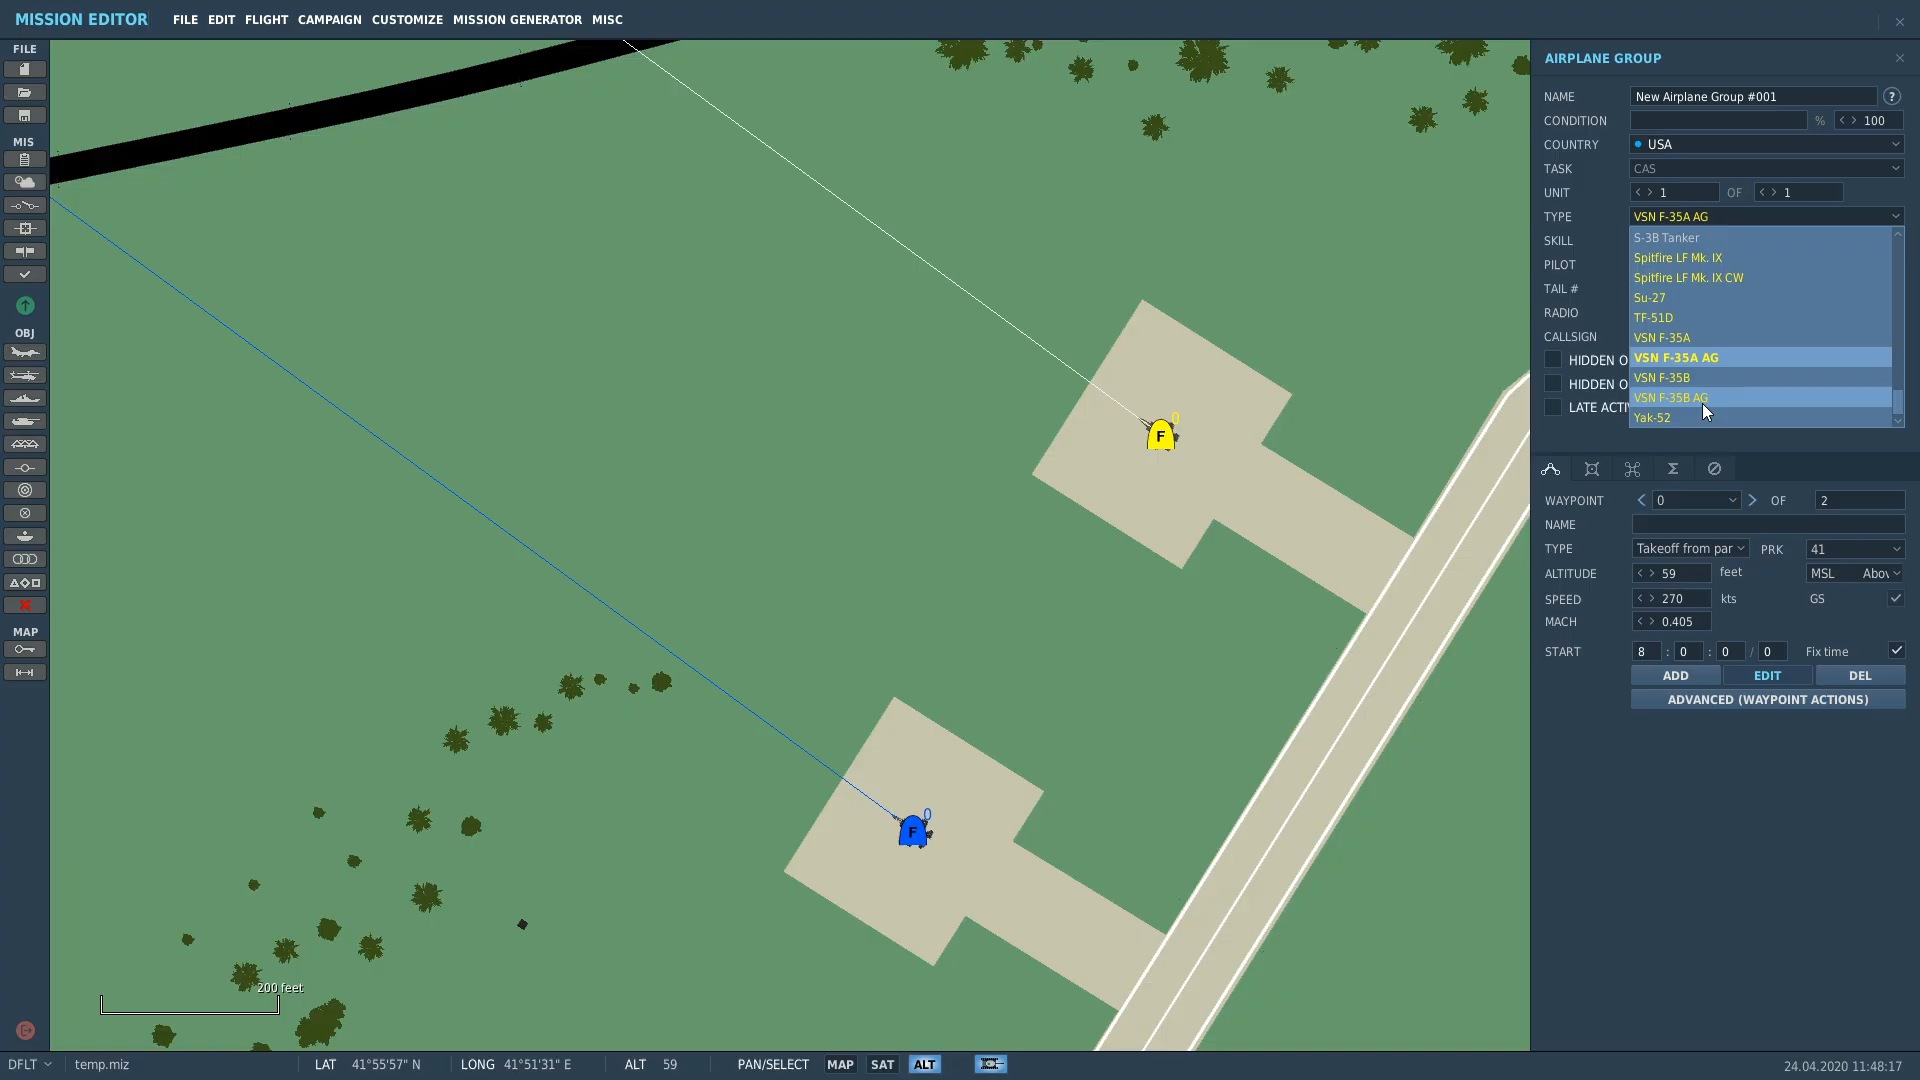 MISSION EDITOR FILE EDIT FLIGHT CAMPAIGN CUSTOMIZE MISSION GENERATOR MISC
FILE
MIS
OBJ
MAP
0
F
0
F
200 feet
AIRPLANE GROUP
NAME New Airplane Group #001 ?
CONDITION % < > 100
COUNTRY USA
TASK CAS
UNIT < > 1 OF < > 1
TYPE VSN F-35A AG
SKILL
PILOT
TAIL #
RADIO
CALLSIGN
HIDDEN O
HIDDEN O
LATE ACTI
S-3B Tanker
Spitfire LF Mk. IX
Spitfire LF Mk. IX CW
Su-27
TF-51D
VSN F-35A
VSN F-35A AG
VSN F-35B
VSN F-35B AG
Yak-52
WAYPOINT < 0 > OF 2
NAME
TYPE Takeoff from par PRK 41
ALTITUDE < > 59 feet MSL Abov
SPEED < > 270 kts GS
MACH < > 0.405
START 8 : 0 : 0 / 0 Fix time
ADD EDIT DEL
ADVANCED (WAYPOINT ACTIONS)
DFLT temp.miz LAT 41°55'57" N LONG 41°51'31" E ALT 59 PAN/SELECT MAP SAT ALT 24.04.2020 11:48:17